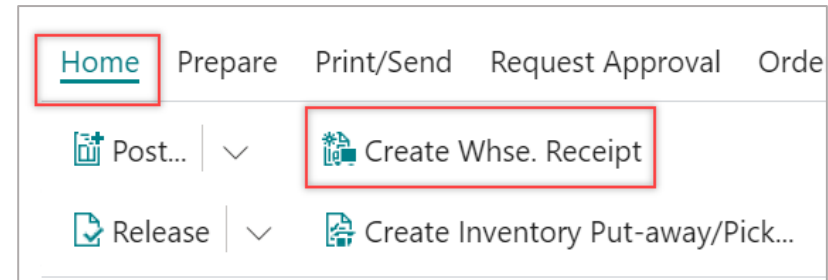 Home Prepare Print/Send Request Approval Orde
Post... Create Whse. Receipt
Release Create Inventory Put-away/Pick...